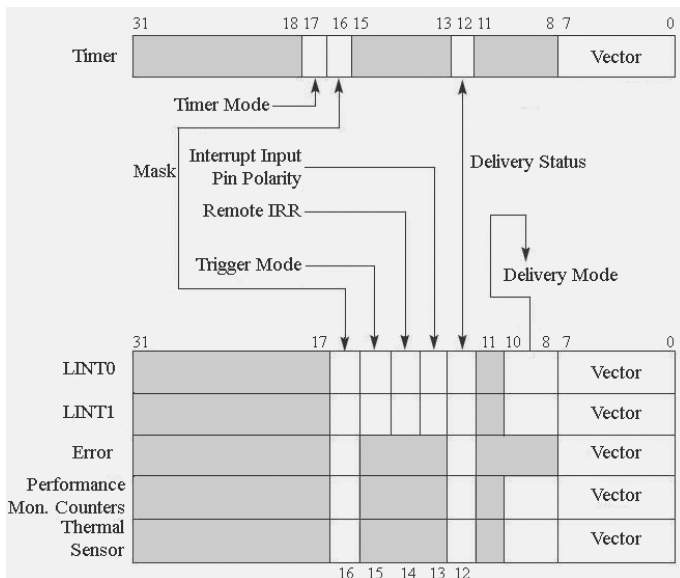 31 18 17 16 15 13 12 11 8 7 0
Timer Vector
Timer Mode
Mask
Interrupt Input
Pin Polarity
Delivery Status
Remote IRR
Trigger Mode
Delivery Mode
31 17 11 10 8 7 0
LINT0 Vector
LINT1 Vector
Error Vector
Performance
Mon. Counters Vector
Thermal
Sensor Vector
16 15 14 13 12